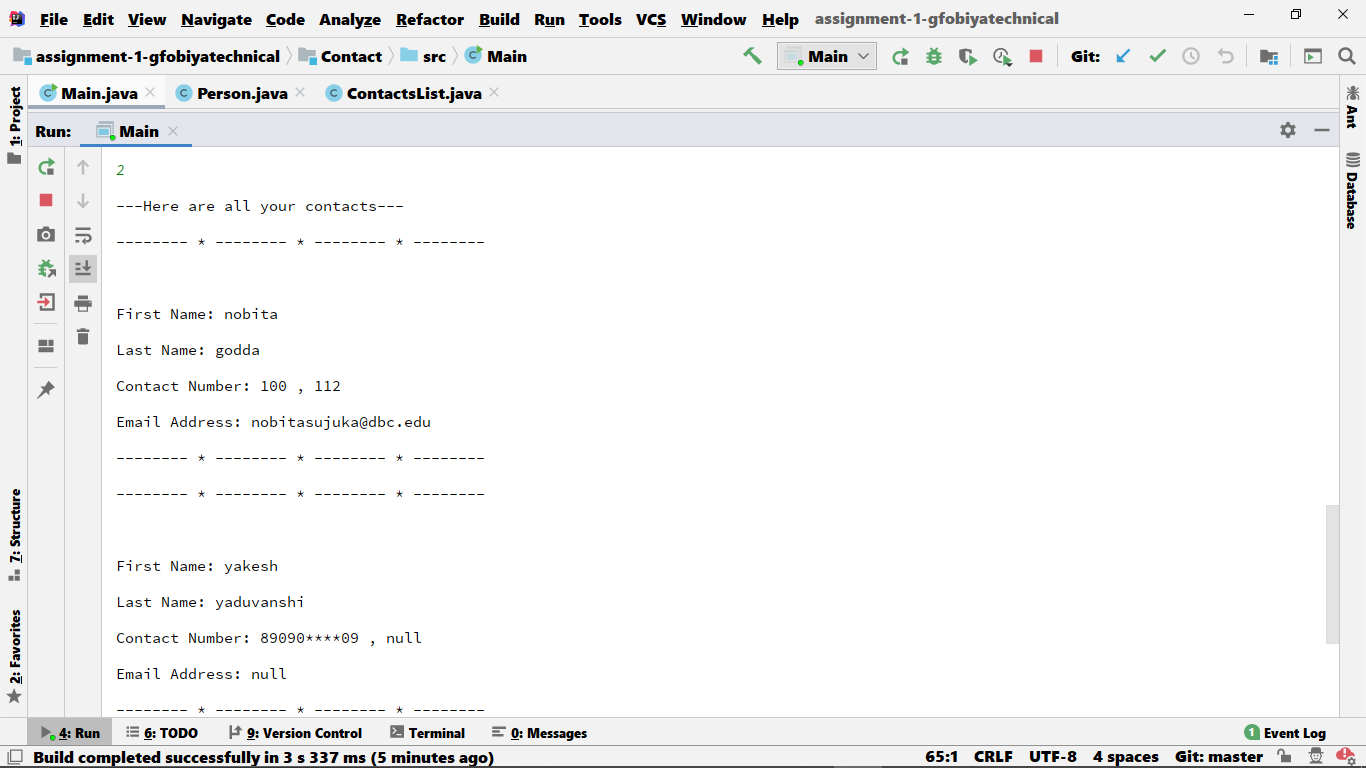 File Edit View Navigate Code Analyze Refactor Build Run Tools VCS Window Help assignment-1-gfobiyatechnical
assignment-1-gfobiyatechnical Contact src Main Main Git:
Main.java Person.java ContactsList.java
Run: Main
1: Project
7: Structure
2: Favorites
2
---Here are all your contacts---
-------- * -------- * -------- * --------
First Name: nobita
Last Name: godda
Contact Number: 100 , 112
Email Address: nobitasujuka@dbc.edu
-------- * -------- * -------- * --------
-------- * -------- * -------- * --------
First Name: yakesh
Last Name: yaduvanshi
Contact Number: 89090****09 , null
Email Address: null
-------- * -------- * -------- * --------
Ant
Database
4: Run 6: TODO 9: Version Control Terminal 0: Messages 1 Event Log
Build completed successfully in 3 s 337 ms (5 minutes ago) 65:1 CRLF UTF-8 4 spaces Git: master